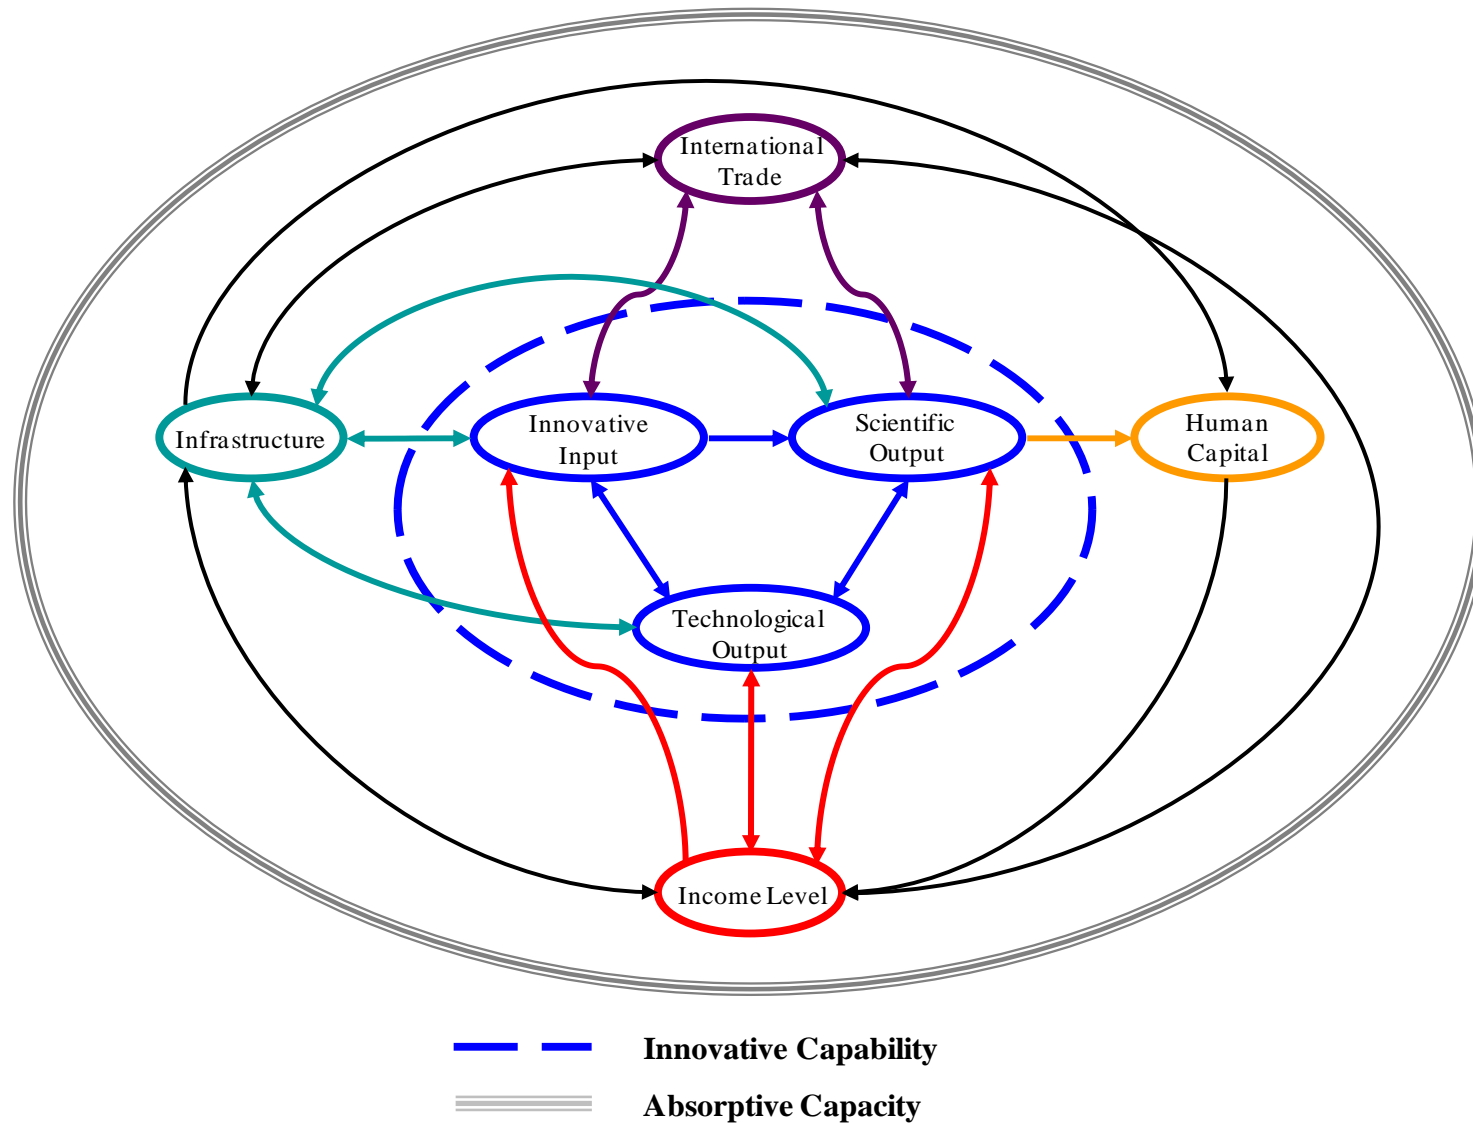 International
Trade
Infrastructure
Innovative
Input
Scientific
Output
Human
Capital
Technological
Output
Income Level
Innovative Capability
Absorptive Capacity